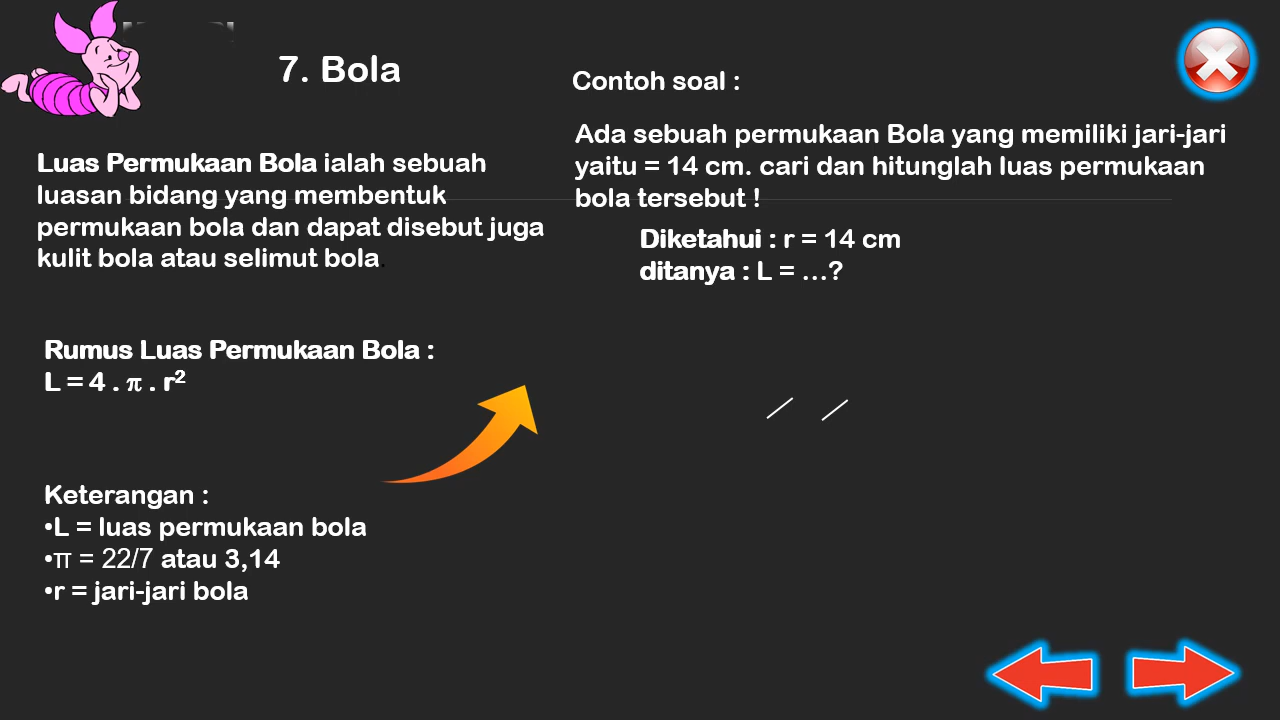 7. Bola
Luas Permukaan Bola ialah sebuah
luasan bidang yang membentuk
permukaan bola dan dapat disebut juga
kulit bola atau selimut bola.
Rumus Luas Permukaan Bola :
L = 4 . π . r²
Keterangan :
•L = luas permukaan bola
•π = 22/7 atau 3,14
•r = jari-jari bola
Contoh soal :
Ada sebuah permukaan Bola yang memiliki jari-jari
yaitu = 14 cm. cari dan hitunglah luas permukaan
bola tersebut !
Diketahui : r = 14 cm
ditanya : L = …?